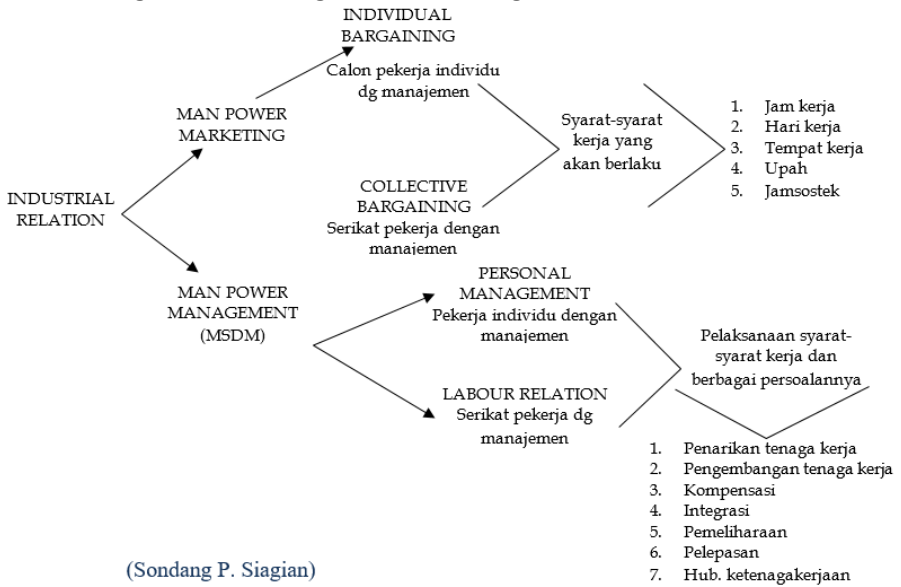 INDIVIDUAL
BARGAINING
Calon pekerja individu
dg manajemen
MAN POWER
MARKETING
Syarat-syarat
kerja yang
akan berlaku
1. Jam kerja
2. Hari kerja
3. Tempat kerja
4. Upah
5. Jamsostek
INDUSTRIAL
RELATION
COLLECTIVE
BARGAINING
Serikat pekerja dengan
manajemen
MAN POWER
MANAGEMENT
(MSDM)
PERSONAL
MANAGEMENT
Pekerja individu dengan
manajemen
LABOUR RELATION
Serikat pekerja dg
manajemen
Pelaksanaan syarat-
syarat kerja dan
berbagai persoalannya
1. Penarikan tenaga kerja
2. Pengembangan tenaga kerja
3. Kompensasi
4. Integrasi
5. Pemeliharaan
6. Pelepasan
7. Hub. ketenagakerjaan
(Sondang P. Siagian)